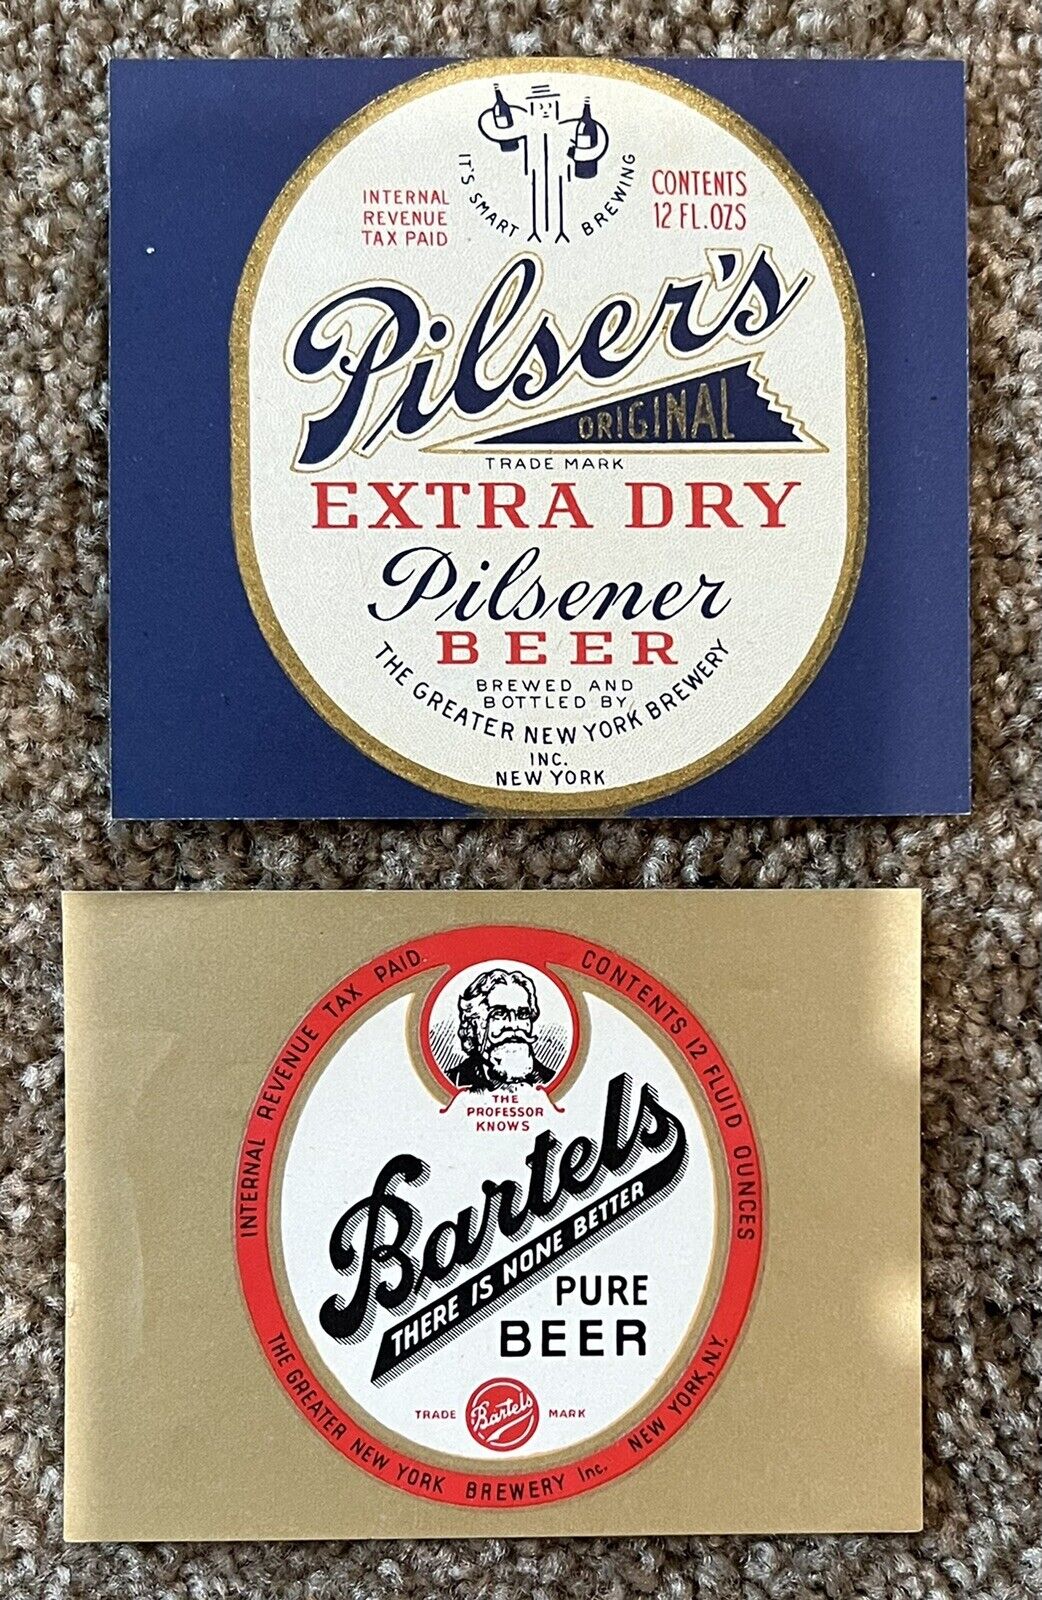 IT'S SMART BREWING
INTERNAL
REVENUE
TAX PAID
CONTENTS
12 FL. OZS
Pilser's
ORIGINAL
TRADE MARK
EXTRA DRY
Pilsener
BEER
BREWED AND
BOTTLED BY
THE GREATER NEW YORK BREWERY
INC.
NEW YORK
INTERNAL REVENUE TAX PAID.
CONTENTS 12 FLUID OUNCES
THE
PROFESSOR
KNOWS
Bartels
THERE IS NONE BETTER
PURE
BEER
TRADE Bartels MARK
THE GREATER NEW YORK BREWERY Inc. NEW YORK, N.Y.